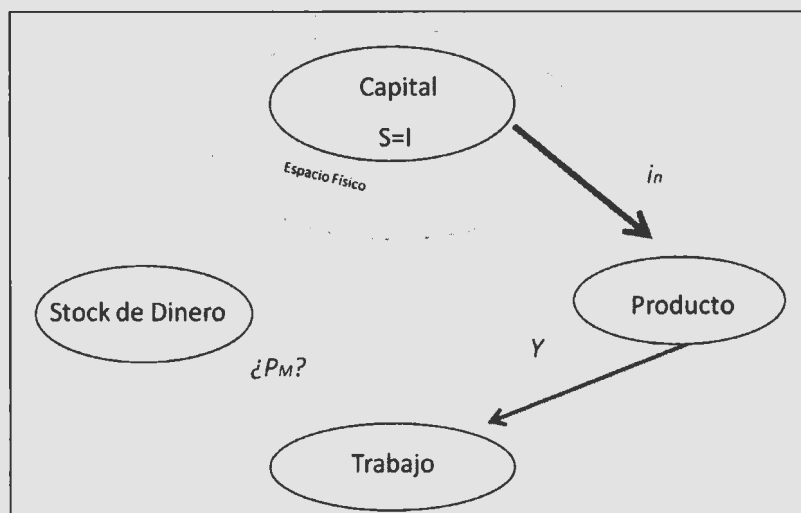 Capital
S=I
Espacio Físico
in
Stock de Dinero
Producto
Y
¿PM?
Trabajo